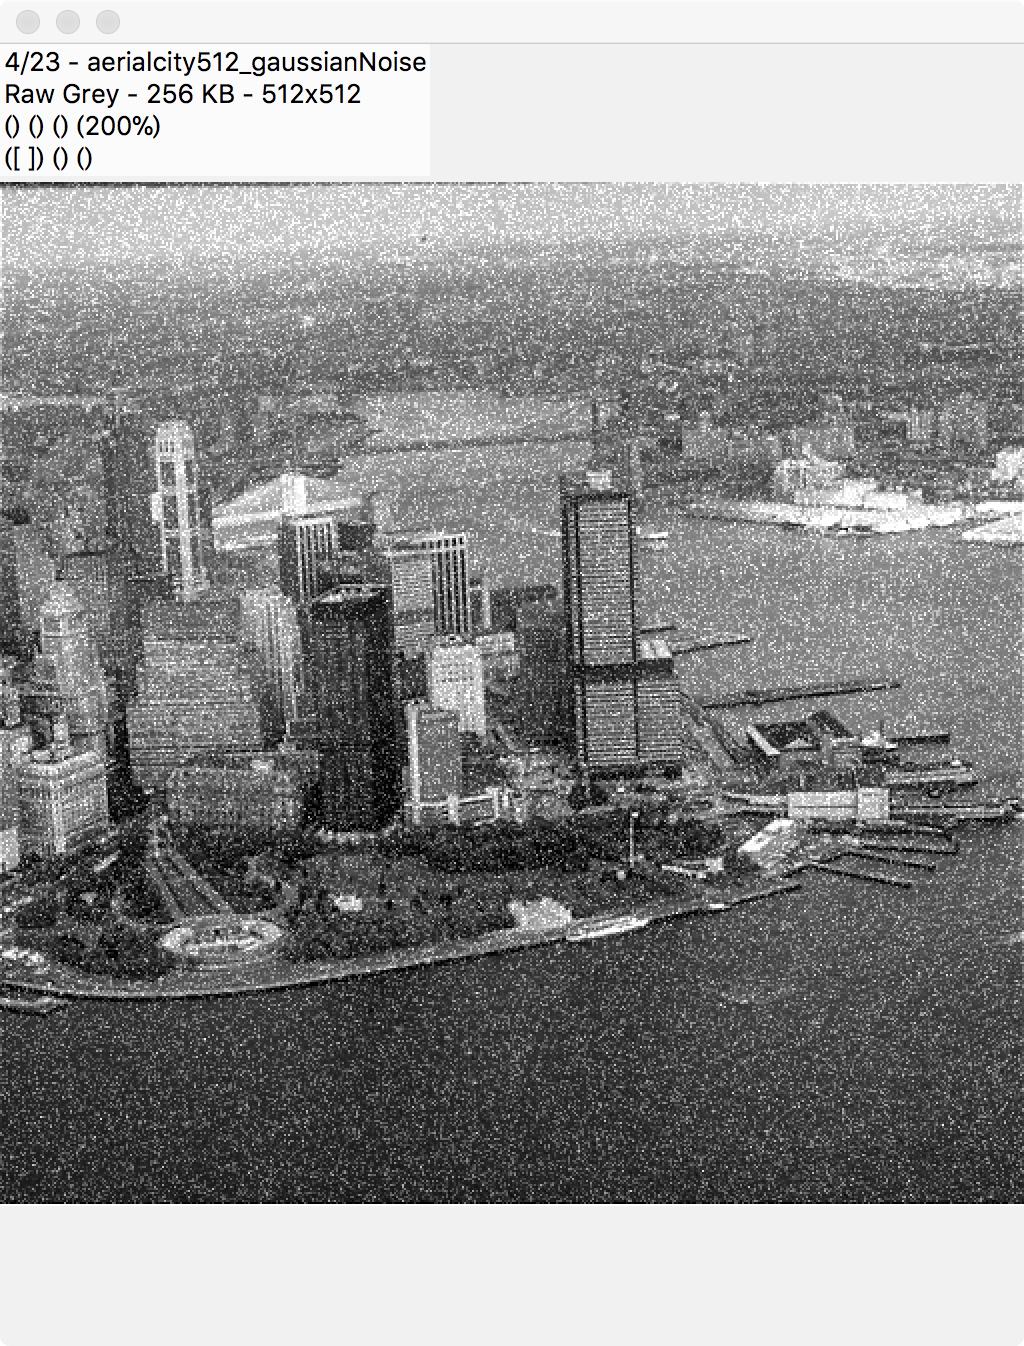 4/23 - aerialcity512_gaussianNoise
Raw Grey - 256 KB - 512x512
() () () (200%)
([ ]) () ()